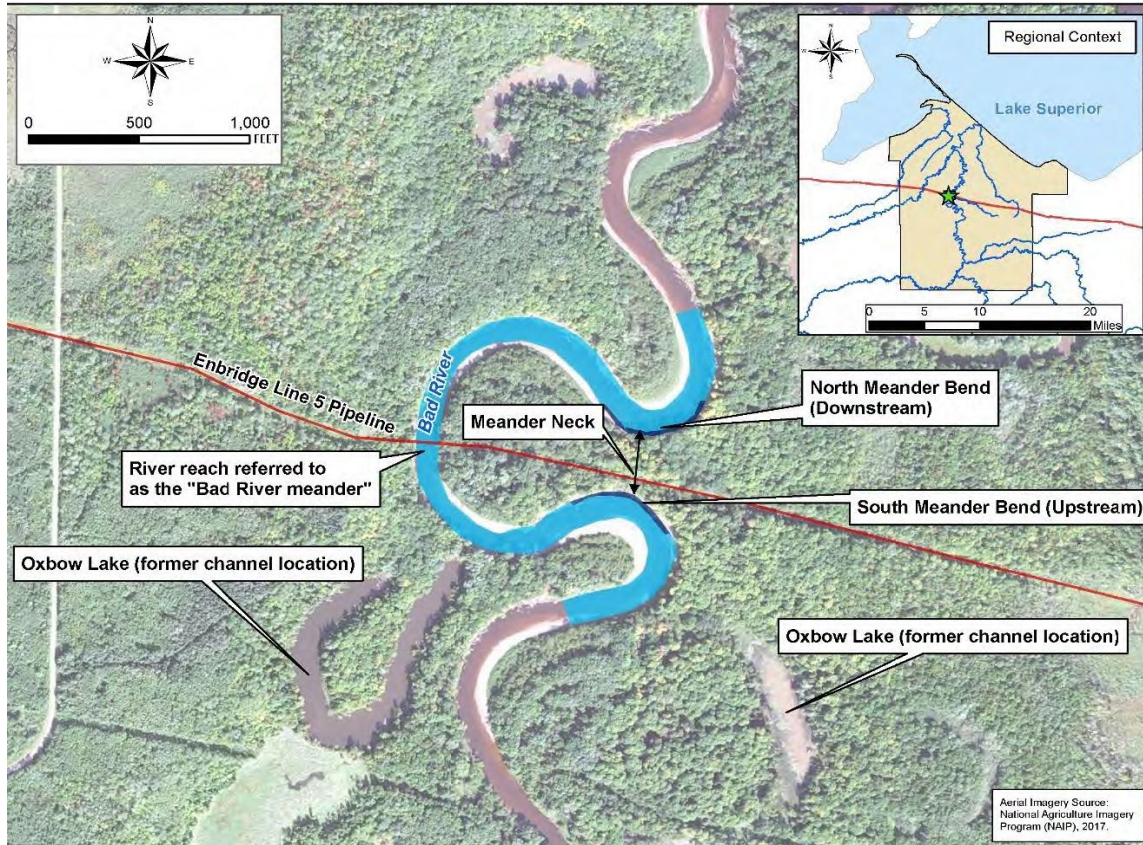 N
W E
S
0 500 1,000
FEET
Regional Context
N
W E
S
Lake Superior
0 10 20
Miles
Enbridge Line 5 Pipeline
Bad River
Meander Neck
North Meander Bend
(Downstream)
River reach referred to
as the "Bad River meander"
South Meander Bend (Upstream)
Oxbow Lake (former channel location)
Oxbow Lake (former channel location)
Aerial Imagery Source:
National Agriculture Imagery
Program (NAIP), 2017.